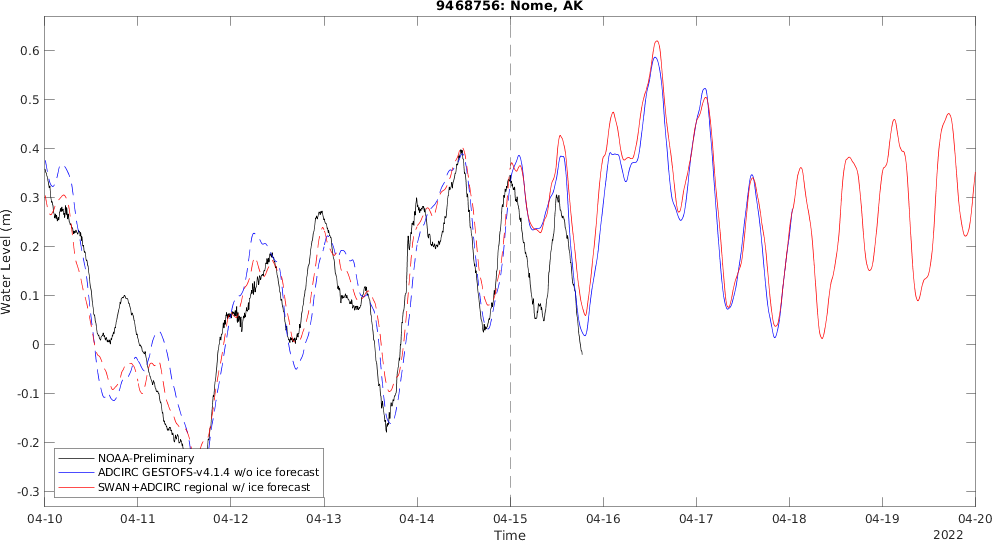 9468756: Nome, AK
Water Level (m)
0.6
0.5
0.4
0.3
0.2
0.1
0
-0.1
-0.2
-0.3
NOAA-Preliminary
ADCIRC GESTOFS-v4.1.4 w/o ice forecast
SWAN+ADCIRC regional w/ ice forecast
04-10 04-11 04-12 04-13 04-14 04-15 04-16 04-17 04-18 04-19 04-20
Time
2022